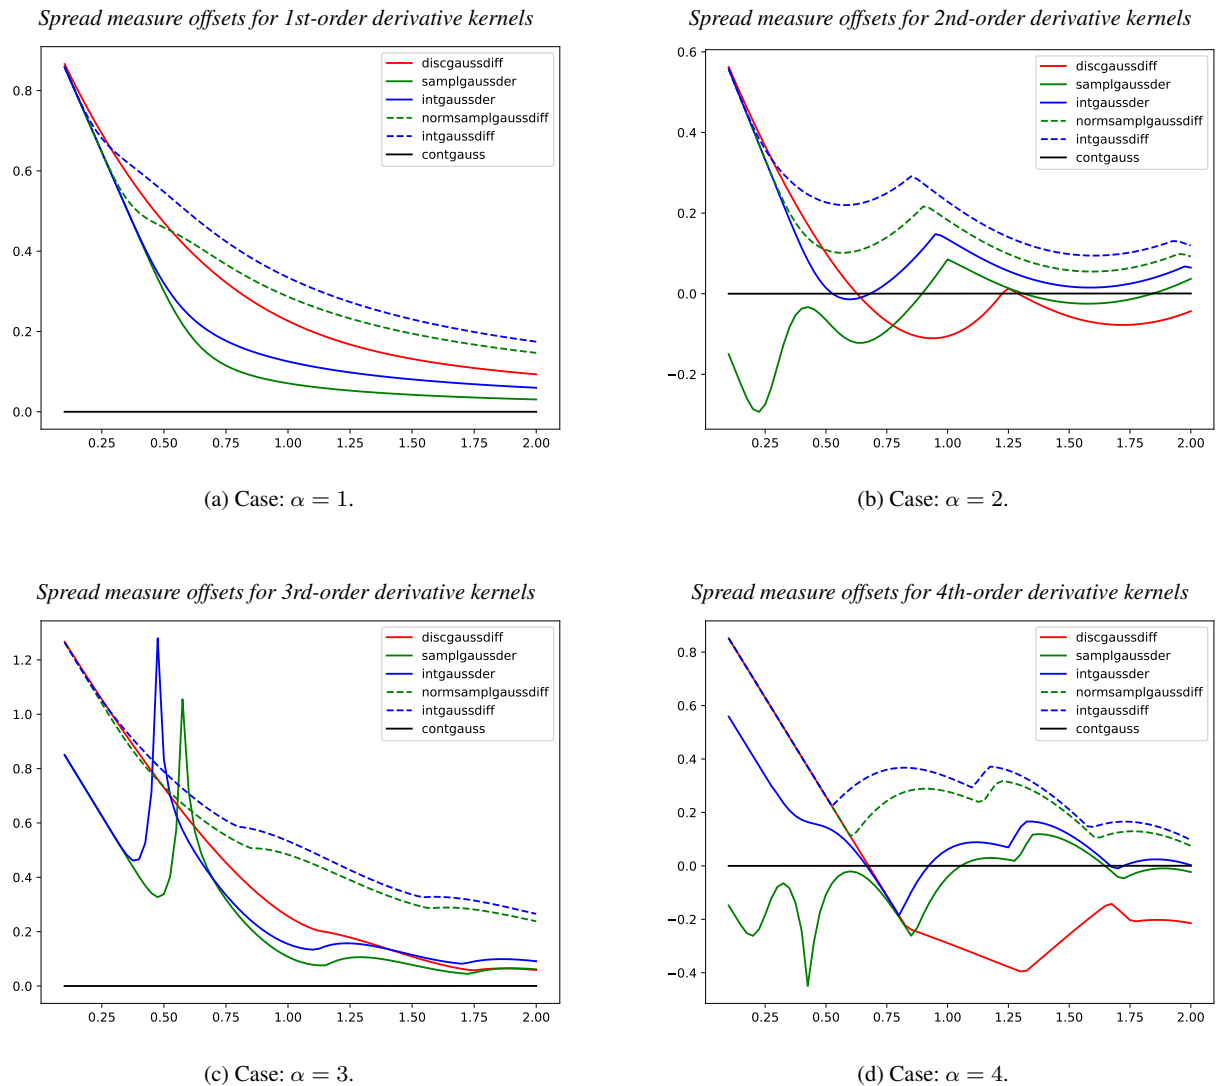 Spread measure offsets for 1st-order derivative kernels
0.8
0.6
0.4
0.2
0.0
discgaussdiff
samplgaussder
intgaussder
normsamplgaussdiff
intgaussdiff
contgauss
0.25 0.50 0.75 1.00 1.25 1.50 1.75 2.00
(a) Case: α = 1.
Spread measure offsets for 2nd-order derivative kernels
0.6
0.4
0.2
0.0
−0.2
discgaussdiff
samplgaussder
intgaussder
normsamplgaussdiff
intgaussdiff
contgauss
0.25 0.50 0.75 1.00 1.25 1.50 1.75 2.00
(b) Case: α = 2.
Spread measure offsets for 3rd-order derivative kernels
1.2
1.0
0.8
0.6
0.4
0.2
0.0
discgaussdiff
samplgaussder
intgaussder
normsamplgaussdiff
intgaussdiff
contgauss
0.25 0.50 0.75 1.00 1.25 1.50 1.75 2.00
(c) Case: α = 3.
Spread measure offsets for 4th-order derivative kernels
0.8
0.6
0.4
0.2
0.0
−0.2
−0.4
discgaussdiff
samplgaussder
intgaussder
normsamplgaussdiff
intgaussdiff
contgauss
0.25 0.50 0.75 1.00 1.25 1.50 1.75 2.00
(d) Case: α = 4.